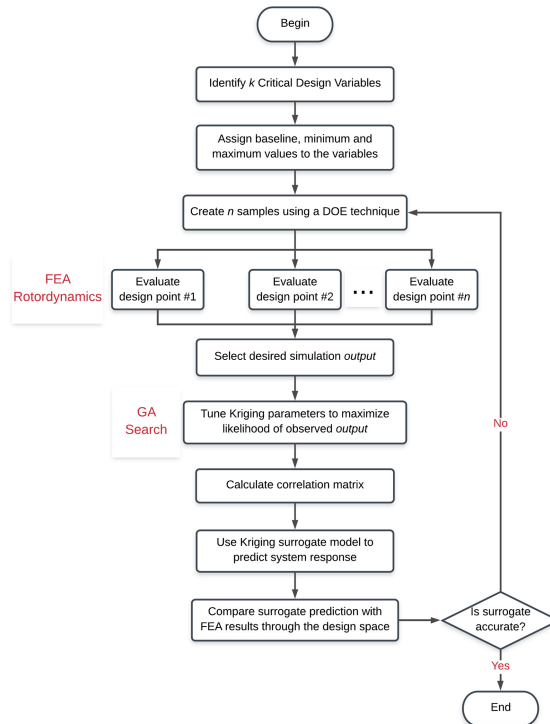 Begin
Identify k Critical Design Variables
Assign baseline, minimum and
maximum values to the variables
Create n samples using a DOE technique
FEA
Rotordynamics
Evaluate
design point #1
Evaluate
design point #2
...
Evaluate
design point #n
Select desired simulation output
GA
Search
Tune Kriging parameters to maximize
likelihood of observed output
No
Calculate correlation matrix
Use Kriging surrogate model to
predict system response
Compare surrogate prediction with
FEA results through the design space
Is surrogate
accurate?
Yes
End